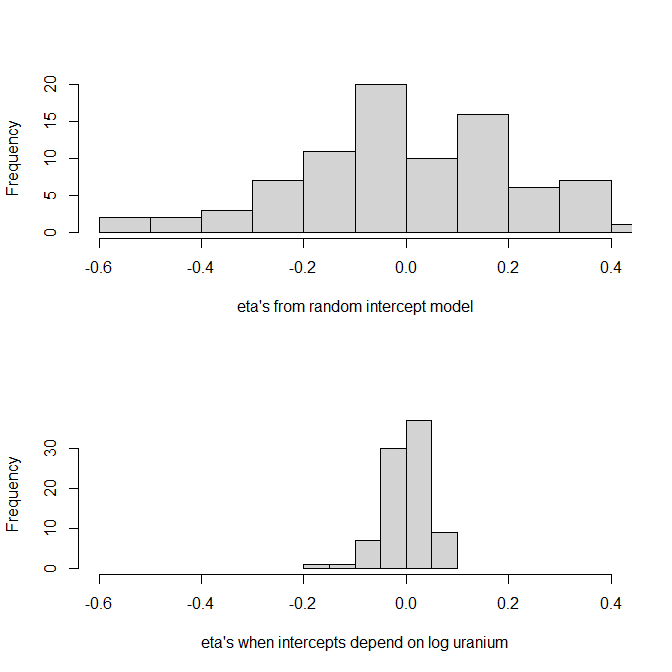 Frequency
20
15
10
5
0
-0.6 -0.4 -0.2 0.0 0.2 0.4
eta's from random intercept model
Frequency
30
20
10
0
-0.6 -0.4 -0.2 0.0 0.2 0.4
eta's when intercepts depend on log uranium